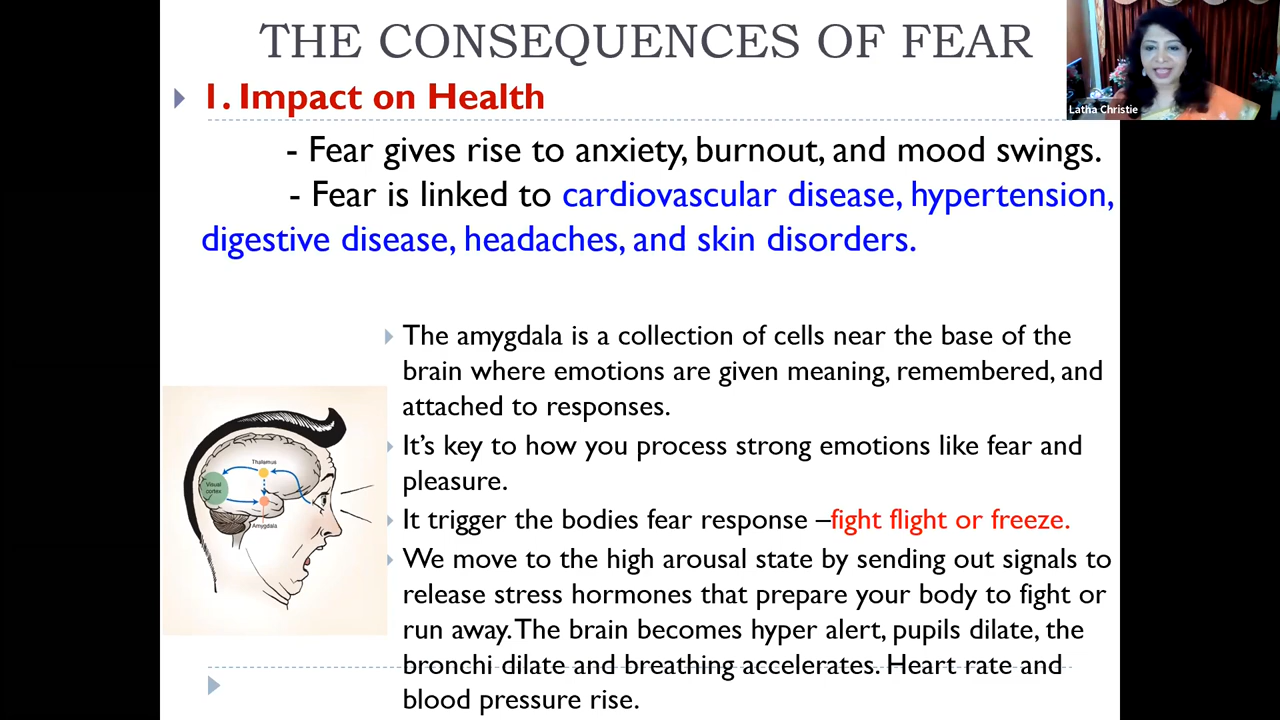 THE CONSEQUENCES OF FEAR
Latha Christie
1. Impact on Health
- Fear gives rise to anxiety, burnout, and mood swings.
- Fear is linked to cardiovascular disease, hypertension,
digestive disease, headaches, and skin disorders.
The amygdala is a collection of cells near the base of the
brain where emotions are given meaning, remembered, and
attached to responses.
It's key to how you process strong emotions like fear and
pleasure.
It trigger the bodies fear response –fight flight or freeze.
We move to the high arousal state by sending out signals to
release stress hormones that prepare your body to fight or
run away. The brain becomes hyper alert, pupils dilate, the
bronchi dilate and breathing accelerates. Heart rate and
blood pressure rise.
Thalamus
Visual
cortex
Amygdala